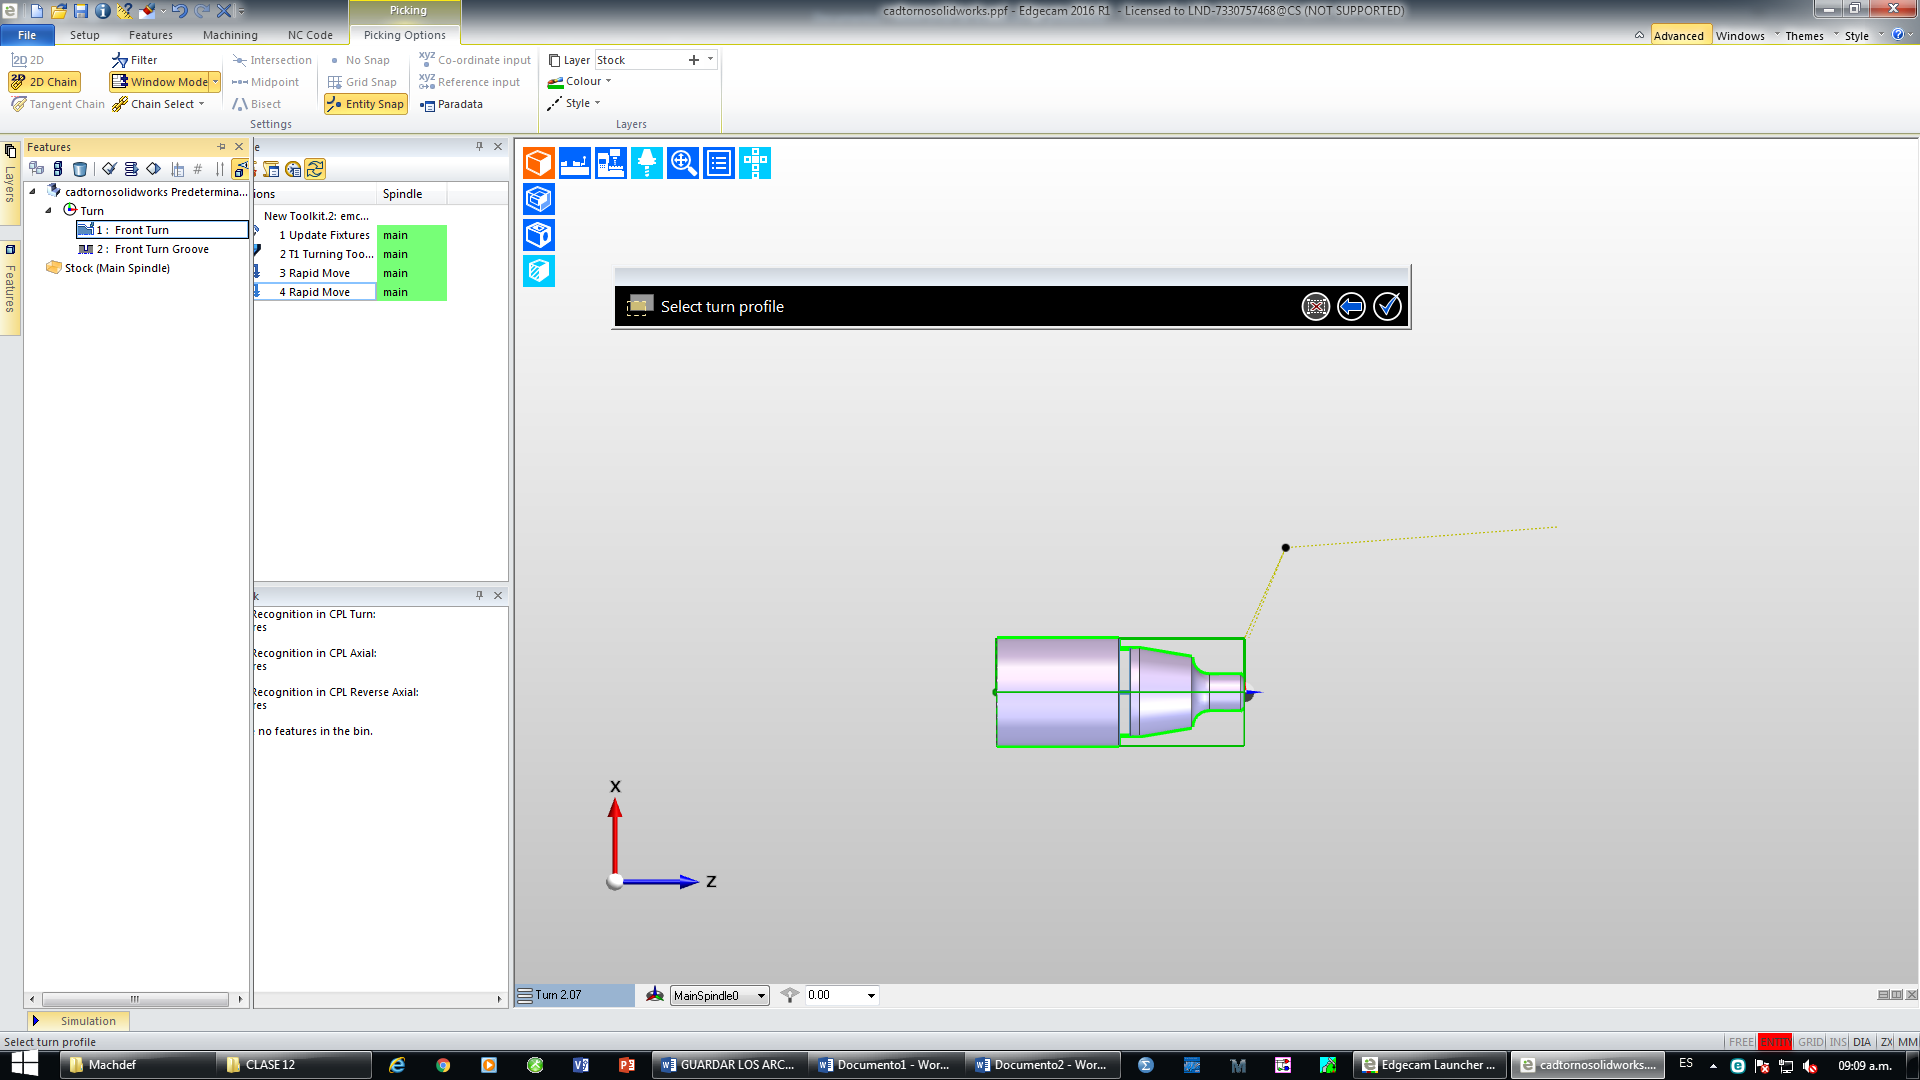 Picking
cadtornosolidworks.ppf - Edgecam 2016 R1 - Licensed to LND-7330757468@CS (NOT SUPPORTED)
File Setup Features Machining NC Code Picking Options Advanced Windows Themes Style
2D Filter Intersection No Snap Co-ordinate input Layer Stock
2D Chain Window Mode Midpoint Grid Snap Reference input Colour
Tangent Chain Chain Select Bisect Entity Snap Paradata Style
Settings Layers
Layers
Features
Features
cadtornosolidworks Predetermina...
Turn
1 : Front Turn
2 : Front Turn Groove
Stock (Main Spindle)
e
ions Spindle
New Toolkit.2: emc...
1 Update Fixtures main
2 T1 Turning Too... main
3 Rapid Move main
4 Rapid Move main
k
Recognition in CPL Turn:
res
Recognition in CPL Axial:
res
Recognition in CPL Reverse Axial:
res
no features in the bin.
Select turn profile
X
Z
Turn 2.07 MainSpindle0 0.00
Simulation
Select turn profile
FREE ENTITY GRID INS DIA ZX MM
Machdef CLASE 12 GUARDAR LOS ARC... Documento1 - Wor... Documento2 - Wor... Edgecam Launcher ... cadtornosolidworks.... ES 09:09 a.m.